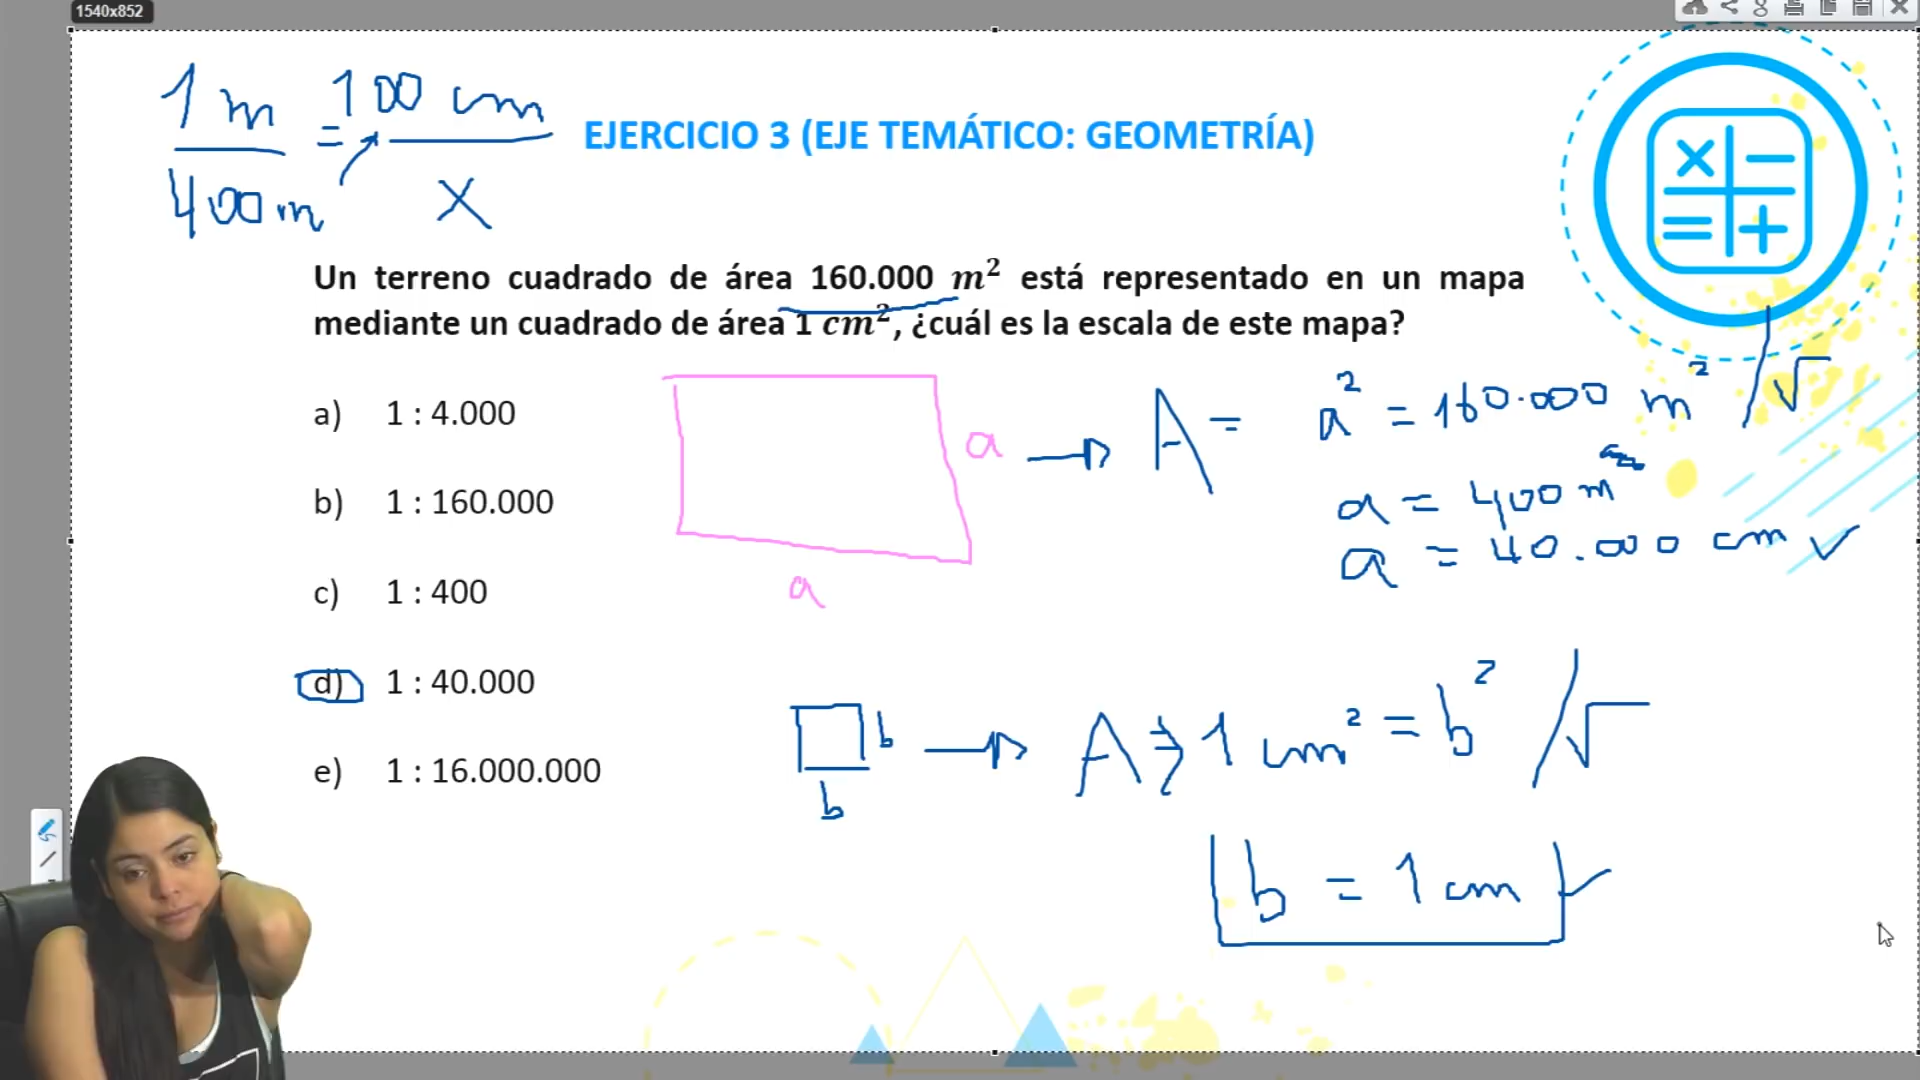 1540x852
1 m = 100 cm
400 m x
EJERCICIO 3 (EJE TEMÁTICO: GEOMETRÍA)
Un terreno cuadrado de área 160.000 m² está representado en un mapa
mediante un cuadrado de área 1 cm², ¿cuál es la escala de este mapa?
a) 1 : 4.000
b) 1 : 160.000
c) 1 : 400
d) 1 : 40.000
e) 1 : 16.000.000
a
a
A = a² = 160.000 m² /√
a = 400 m
a = 40.000 cm ✓
b
b
A → 1 cm² = b² /√
b = 1 cm